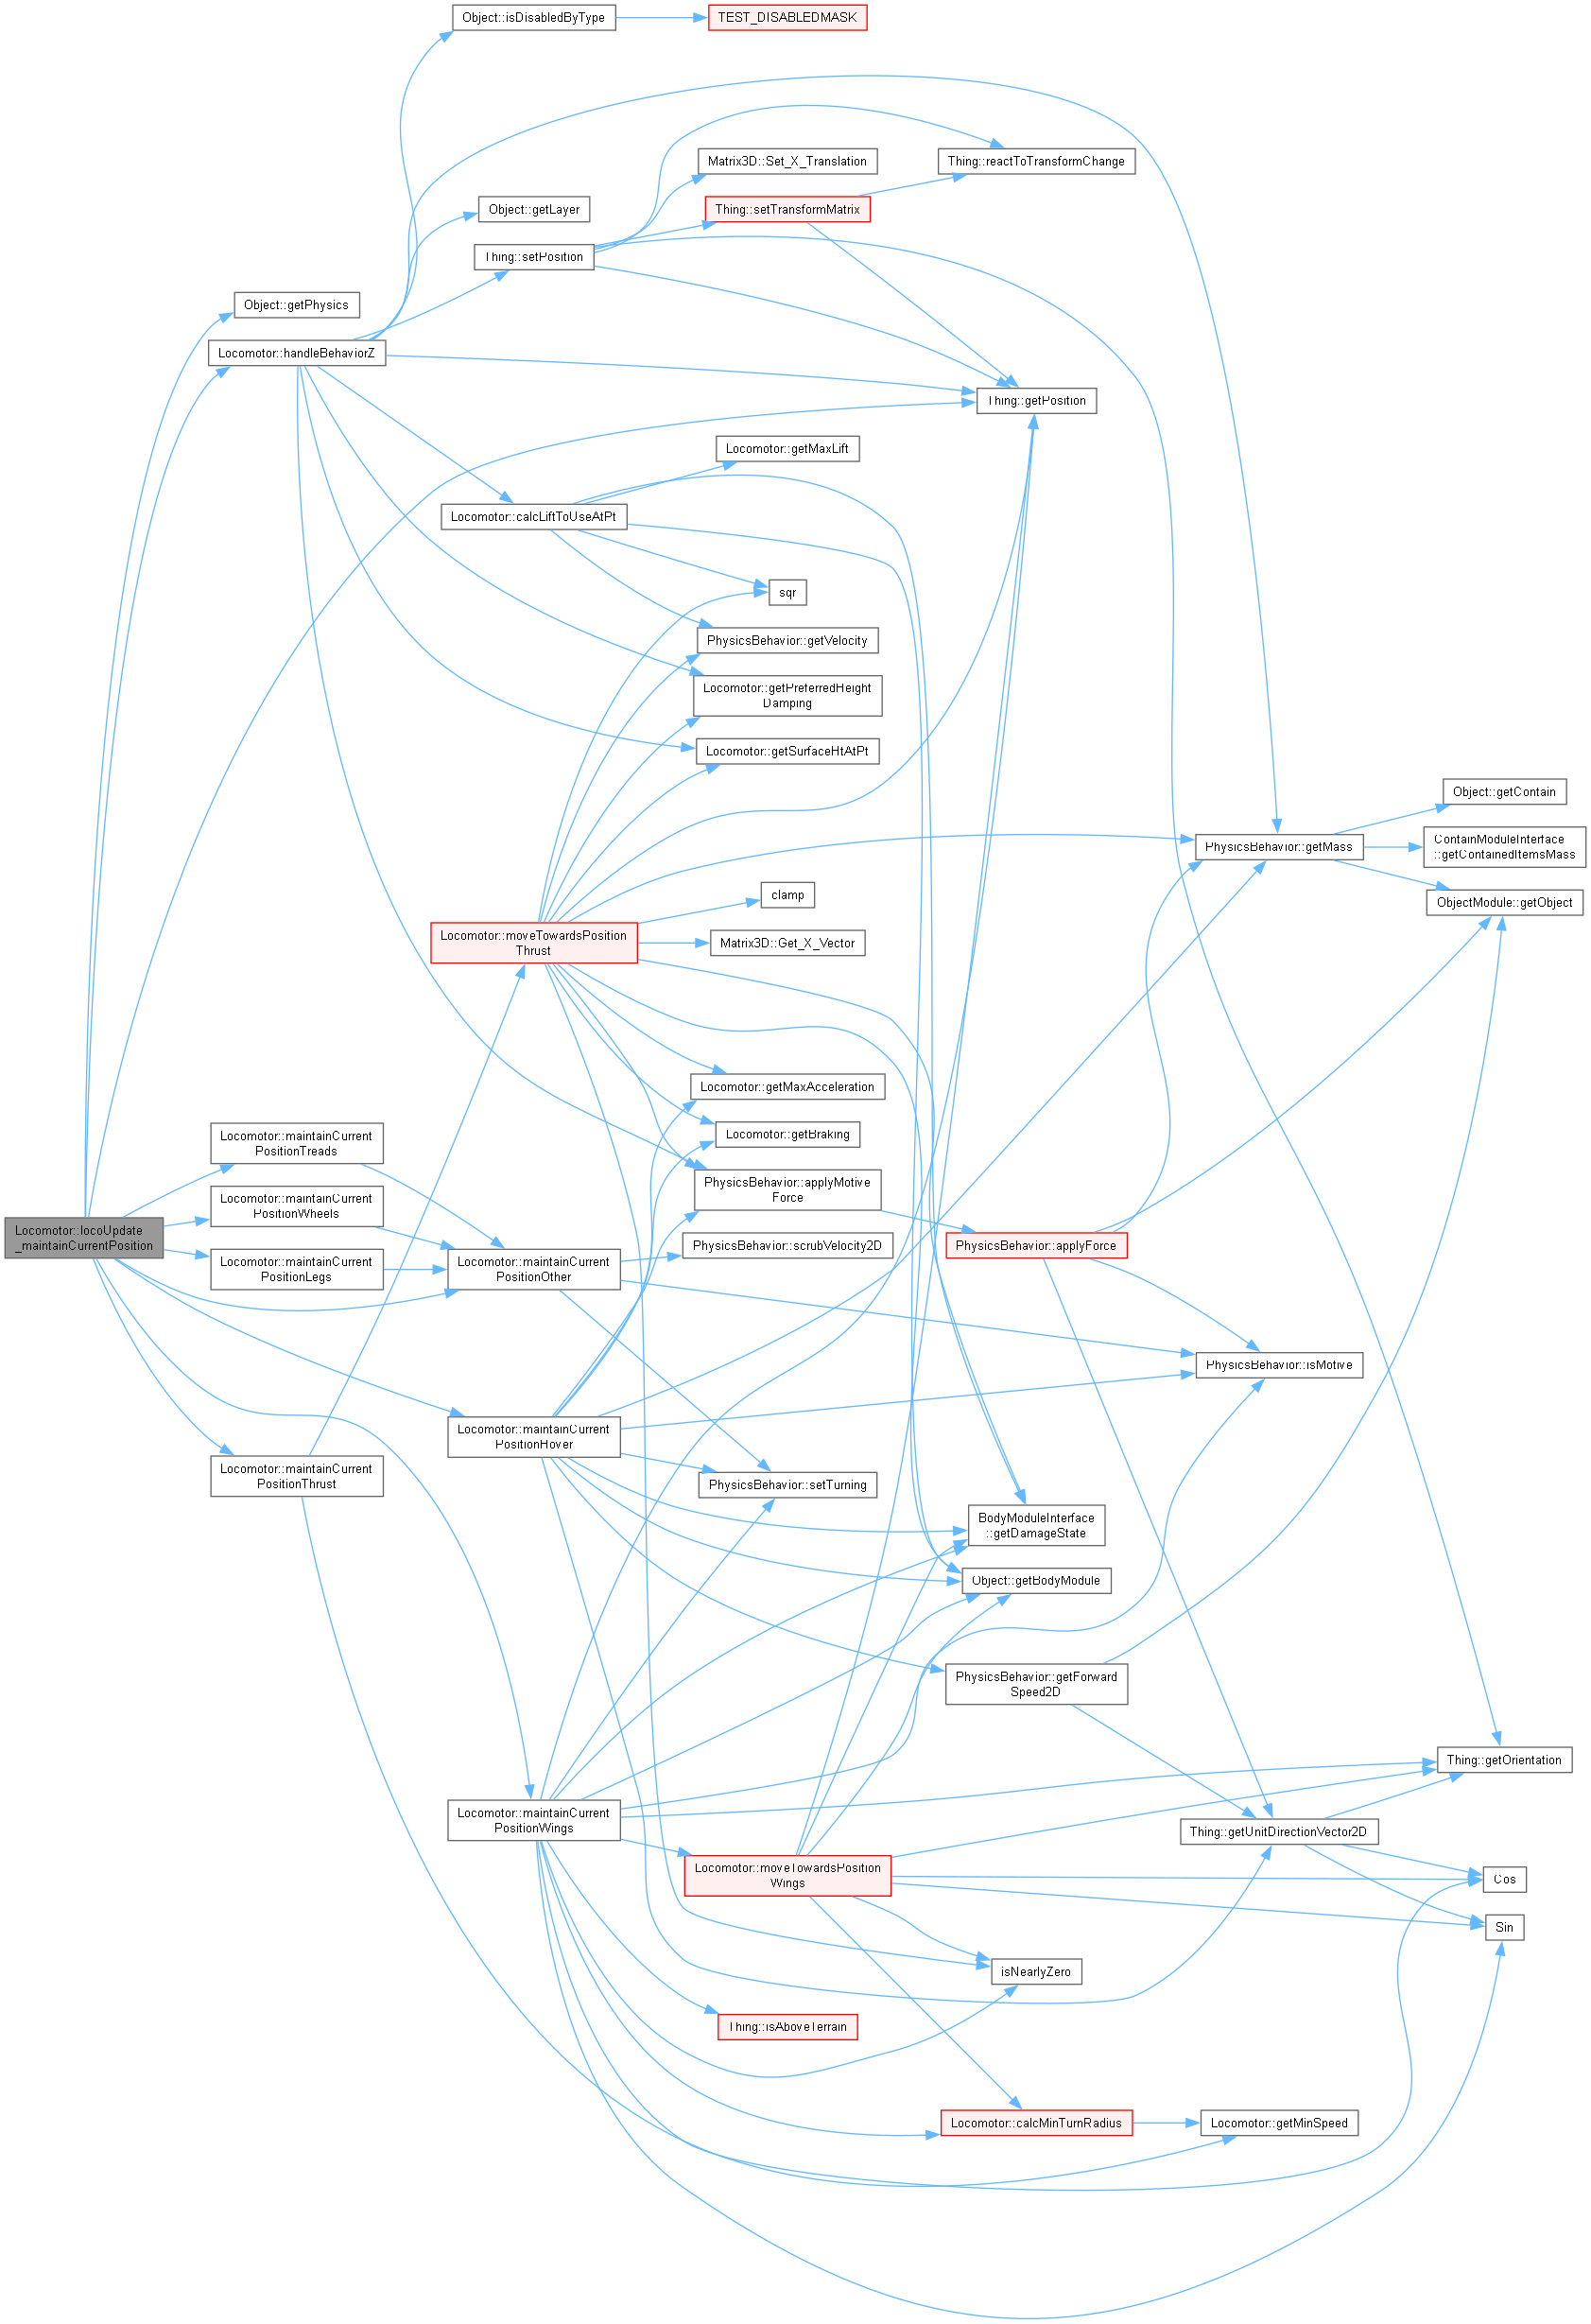 Object::isDisabledByType
TEST_DISABLEDMASK
Matrix3D::Set_X_Translation
Thing::reactToTransformChange
Object::getLayer
Thing::setTransformMatrix
Thing::setPosition
Object::getPhysics
Locomotor::handleBehaviorZ
Thing::getPosition
Locomotor::getMaxLift
Locomotor::calcLiftToUseAtPt
sqr
PhysicsBehavior::getVelocity
Locomotor::getPreferredHeight
Damping
Locomotor::getSurfaceHtAtPt
Object::getContain
PhysicsBehavior::getMass
ContainModuleInterface
::getContainedItemsMass
clamp
ObjectModule::getObject
Locomotor::moveTowardsPosition
Thrust
Matrix3D::Get_X_Vector
Locomotor::getMaxAcceleration
Locomotor::getBraking
Locomotor::maintainCurrent
PositionTreads
PhysicsBehavior::applyMotive
Force
Locomotor::maintainCurrent
PositionWheels
Locomotor::locoUpdate
_maintainCurrentPosition
PhysicsBehavior::scrubVelocity2D
PhysicsBehavior::applyForce
Locomotor::maintainCurrent
PositionLegs
Locomotor::maintainCurrent
PositionOther
PhysicsBehavior::isMotive
Locomotor::maintainCurrent
PositionHover
Locomotor::maintainCurrent
PositionThrust
PhysicsBehavior::setTurning
BodyModuleInterface
::getDamageState
Object::getBodyModule
PhysicsBehavior::getForward
Speed2D
Thing::getOrientation
Locomotor::maintainCurrent
PositionWings
Thing::getUnitDirectionVector2D
Locomotor::moveTowardsPosition
Wings
Cos
Sin
isNearlyZero
Thing::isAboveTerrain
Locomotor::calcMinTurnRadius
Locomotor::getMinSpeed